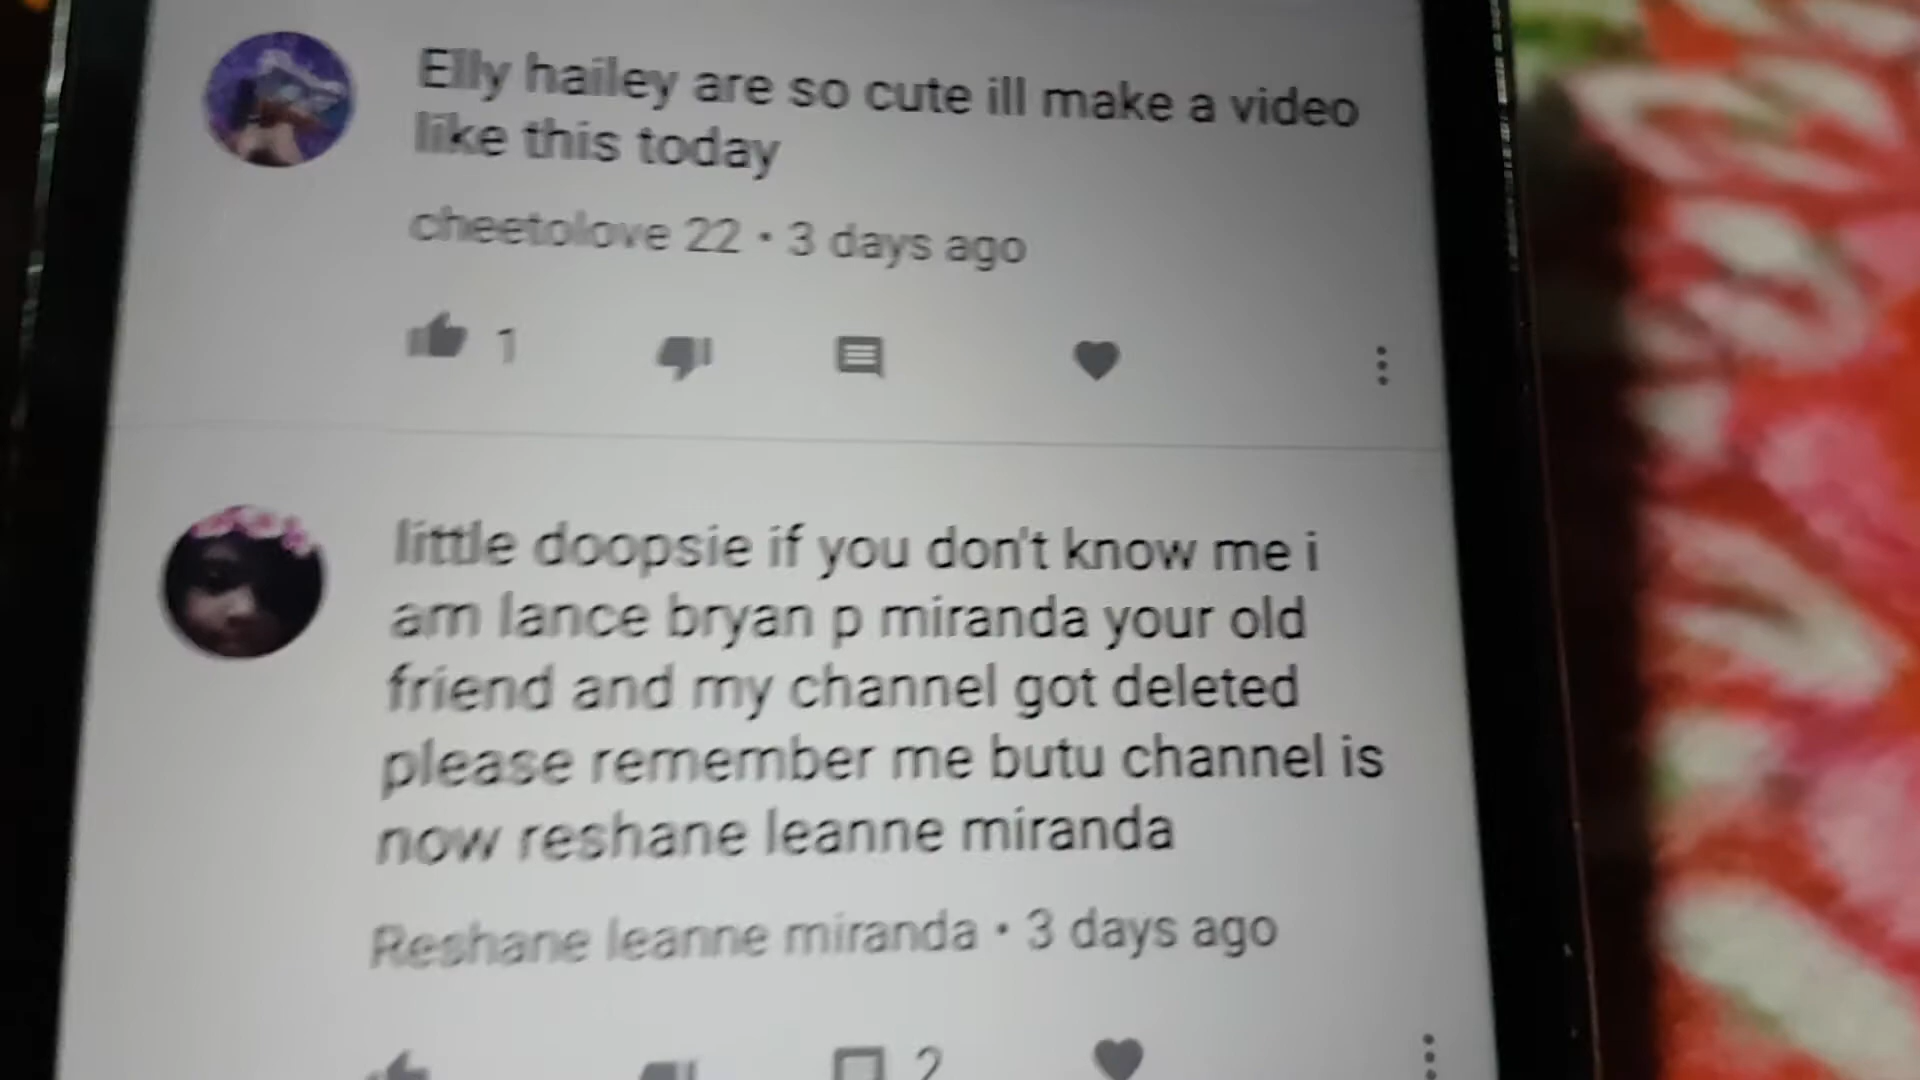 Elly hailey are so cute ill make a video
like this today
cheetolove 22 • 3 days ago
1
little doopsie if you don't know me i
am lance bryan p miranda your old
friend and my channel got deleted
please remember me butu channel is
now reshane leanne miranda
Reshane leanne miranda • 3 days ago
2